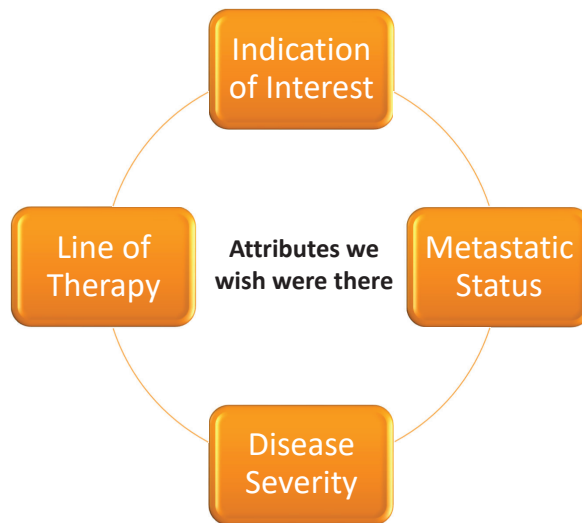 Indication
of Interest
Line of
Therapy
Attributes we
wish were there
Metastatic
Status
Disease
Severity